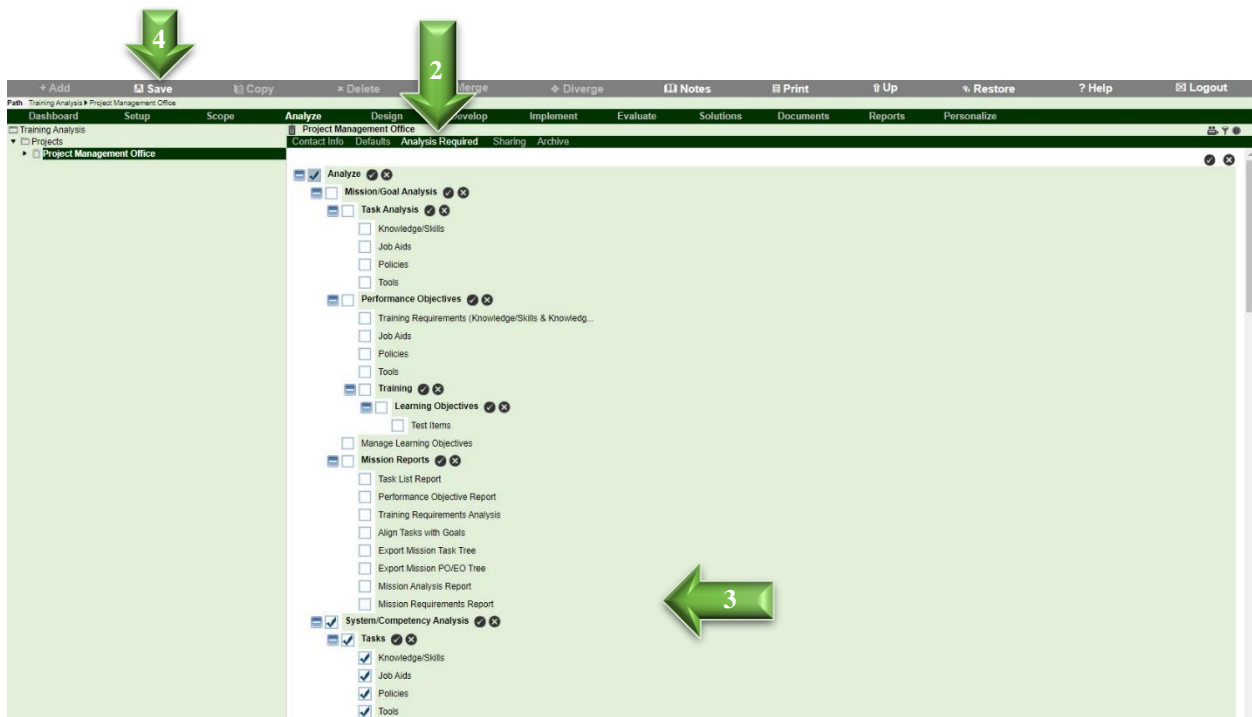 4
2
+ Add Save Copy × Delete Merge Diverge Notes Print Up Restore ? Help Logout
Path Training Analysis Project Management Office
Dashboard Setup Scope Analyze Design Develop Implement Evaluate Solutions Documents Reports Personalize
Training Analysis
Projects
Project Management Office
Project Management Office
Contact Info Defaults Analysis Required Sharing Archive
Analyze
Mission/Goal Analysis
Task Analysis
Knowledge/Skills
Job Aids
Policies
Tools
Performance Objectives
Training Requirements (Knowledge/Skills & Knowledg...
Job Aids
Policies
Tools
Training
Learning Objectives
Test Items
Manage Learning Objectives
Mission Reports
Task List Report
Performance Objective Report
Training Requirements Analysis
Align Tasks with Goals
Export Mission Task Tree
Export Mission PO/EO Tree
Mission Analysis Report
3
Mission Requirements Report
System/Competency Analysis
Tasks
Knowledge/Skills
Job Aids
Policies
Tools